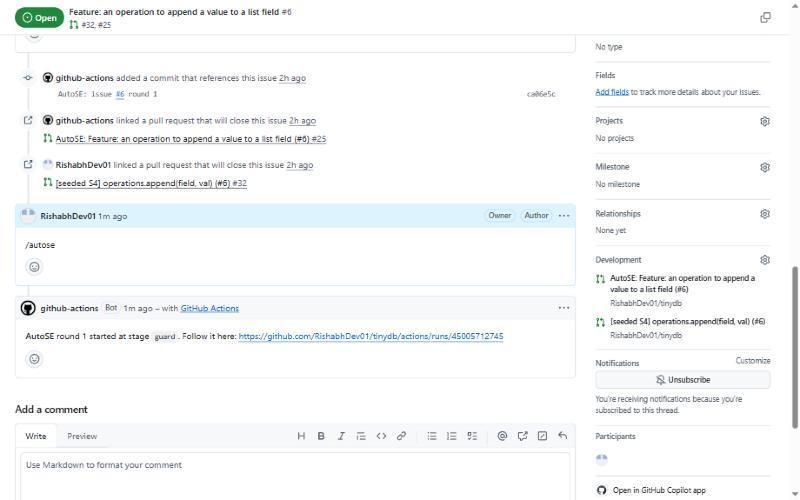 Open
Feature: an operation to append a value to a list field #6
#32, #25
github-actions added a commit that references this issue 2h ago
AutoSE: issue #6 round 1
ca06e5c
github-actions linked a pull request that will close this issue 2h ago
AutoSE: Feature: an operation to append a value to a list field (#6) #25
RishabhDev01 linked a pull request that will close this issue 2h ago
[seeded S4] operations.append(field, val) (#6) #32
RishabhDev01 1m ago
Owner
Author
/autose
github-actions Bot 1m ago – with GitHub Actions
AutoSE round 1 started at stage guard . Follow it here: https://github.com/RishabhDev01/tinydb/actions/runs/45005712745
Add a comment
Write
Preview
Use Markdown to format your comment
No type
Fields
Add fields to track more details about your issues.
Projects
No projects
Milestone
No milestone
Relationships
None yet
Development
AutoSE: Feature: an operation to append a
value to a list field (#6)
RishabhDev01/tinydb
[seeded S4] operations.append(field, val) (#6)
RishabhDev01/tinydb
Notifications
Customize
Unsubscribe
You're receiving notifications because you're
subscribed to this thread.
Participants
Open in GitHub Copilot app